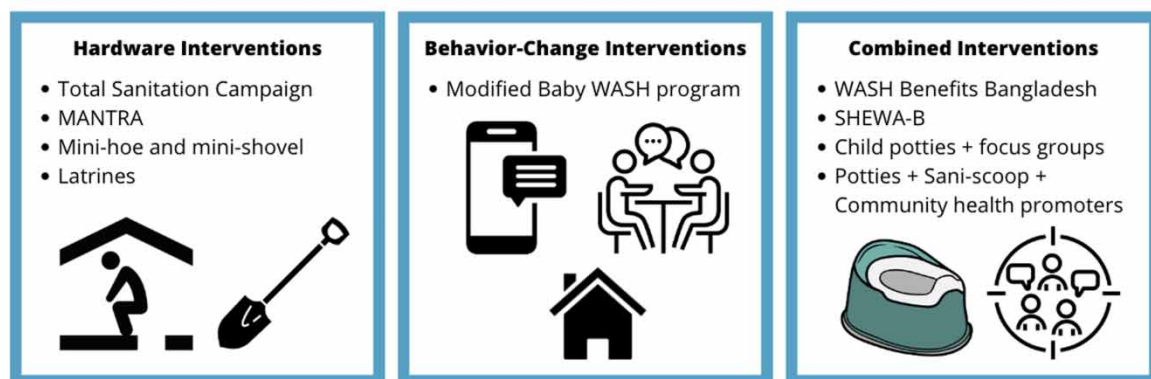 Hardware Interventions
• Total Sanitation Campaign
• MANTRA
• Mini-hoe and mini-shovel
• Latrines
Behavior-Change Interventions
• Modified Baby WASH program
Combined Interventions
• WASH Benefits Bangladesh
• SHEWA-B
• Child potties + focus groups
• Potties + Sani-scoop +
Community health promoters